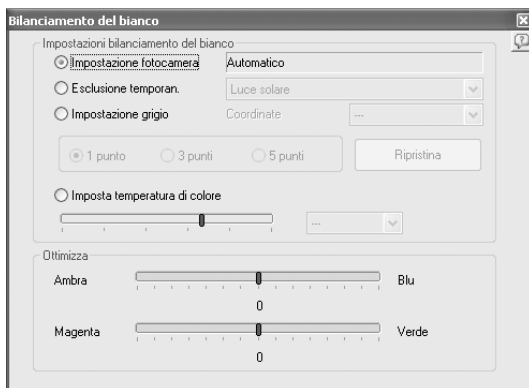 Bilanciamento del bianco
Impostazioni bilanciamento del bianco
Impostazione fotocamera Automatico
Esclusione temporan. Luce solare
Impostazione grigio Coordinate ---
1 punto 3 punti 5 punti Ripristina
Imposta temperatura di colore
---
Ottimizza
Ambra Blu
0
Magenta Verde
0